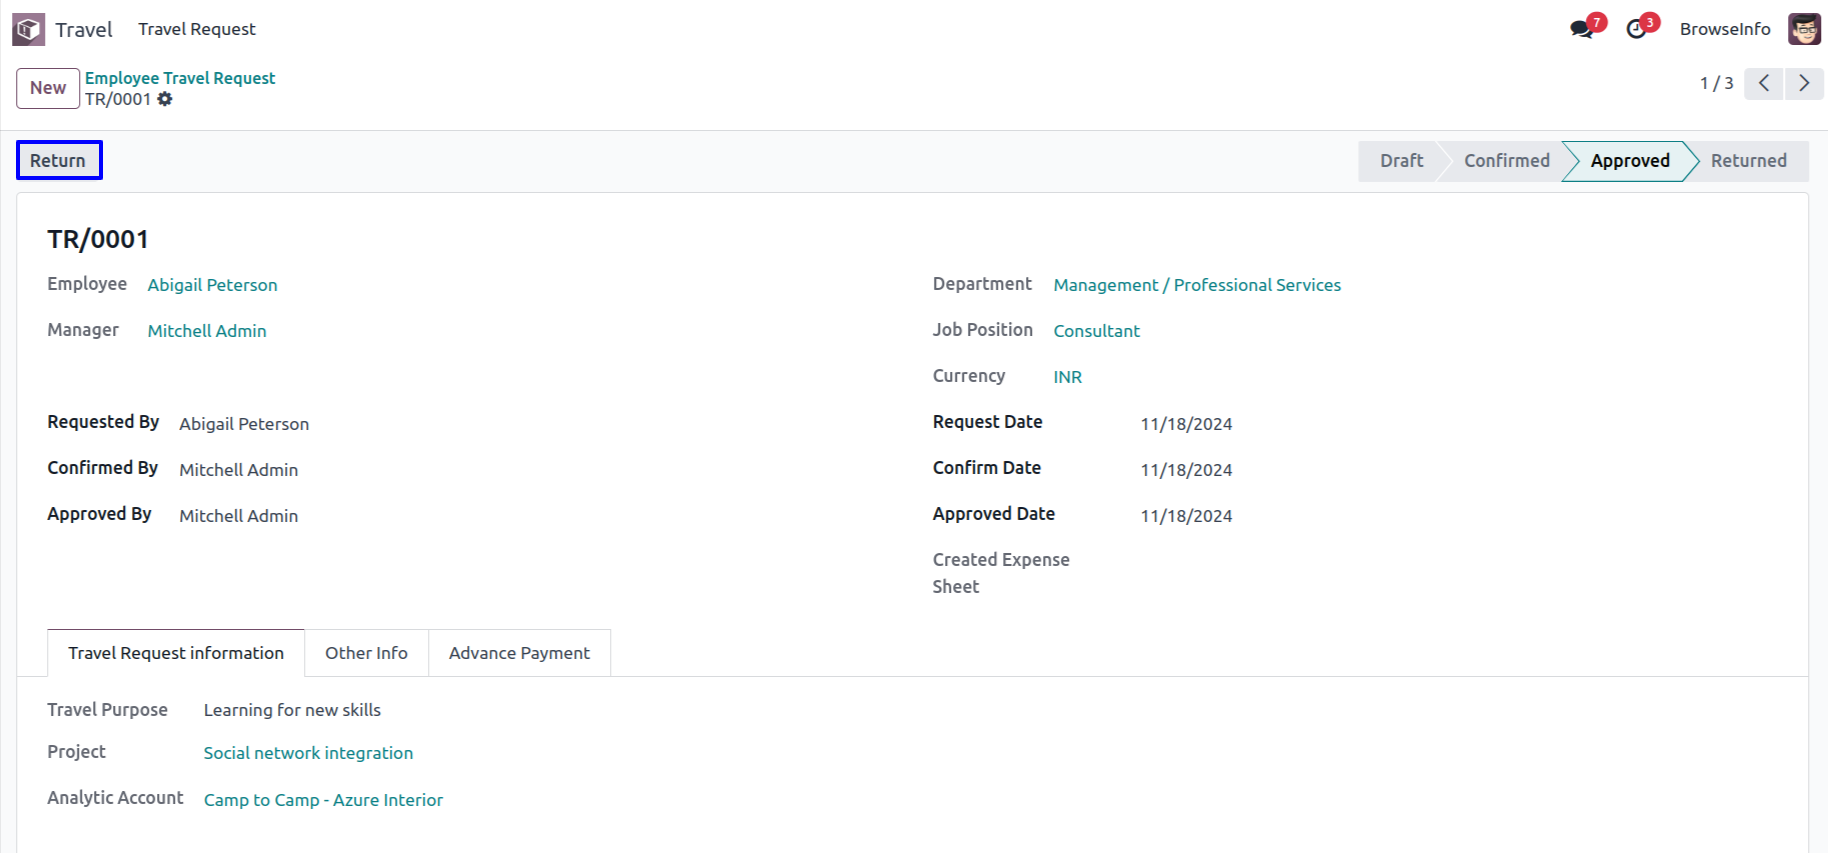 Travel Travel Request 7 3 BrowseInfo
New Employee Travel Request
TR/0001
1 / 3
Return Draft Confirmed Approved Returned
TR/0001
Employee Abigail Peterson Department Management / Professional Services
Manager Mitchell Admin Job Position Consultant
Currency INR
Requested By Abigail Peterson Request Date 11/18/2024
Confirmed By Mitchell Admin Confirm Date 11/18/2024
Approved By Mitchell Admin Approved Date 11/18/2024
Created Expense
Sheet
Travel Request information Other Info Advance Payment
Travel Purpose Learning for new skills
Project Social network integration
Analytic Account Camp to Camp - Azure Interior